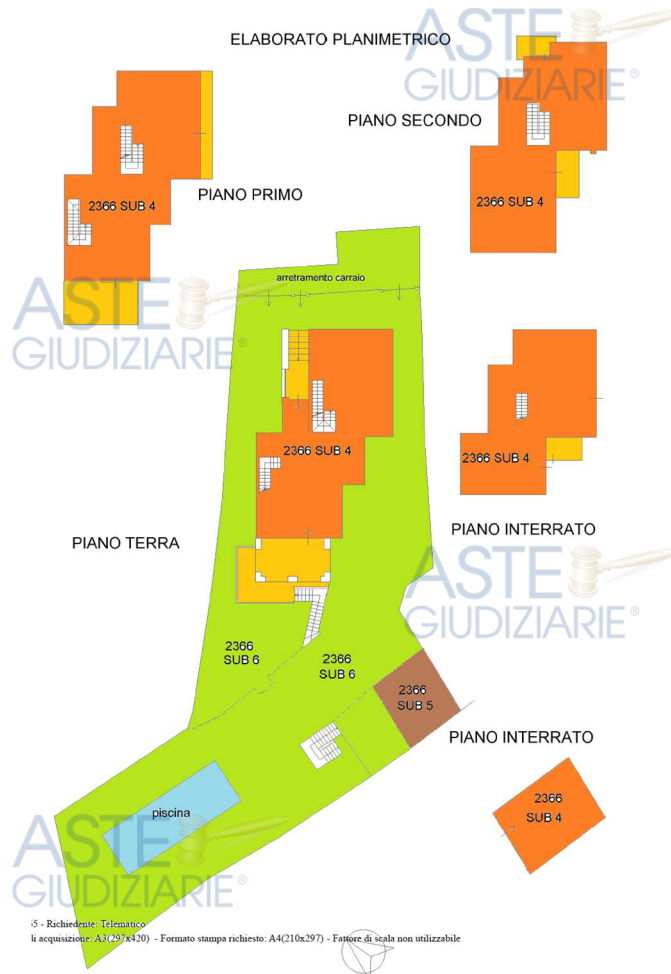 ELABORATO PLANIMETRICO
ASTE
GIUDIZIARIE®
PIANO SECONDO
2366 SUB 4
PIANO PRIMO
2366 SUB 4
ASTE
GIUDIZIARIE®
arretramento carraio
2366 SUB 4
2366 SUB 4
PIANO TERRA
PIANO INTERRATO
ASTE
GIUDIZIARIE®
2366
SUB 6
2366
SUB 6
2366
SUB 5
PIANO INTERRATO
2366
SUB 4
piscina
ASTE
GIUDIZIARIE®
- Richiedente: Telematico
acquisizione: A3(297x420) - Formato stampa richiesto: A4(210x297) - Fattore di scala non utilizzabile